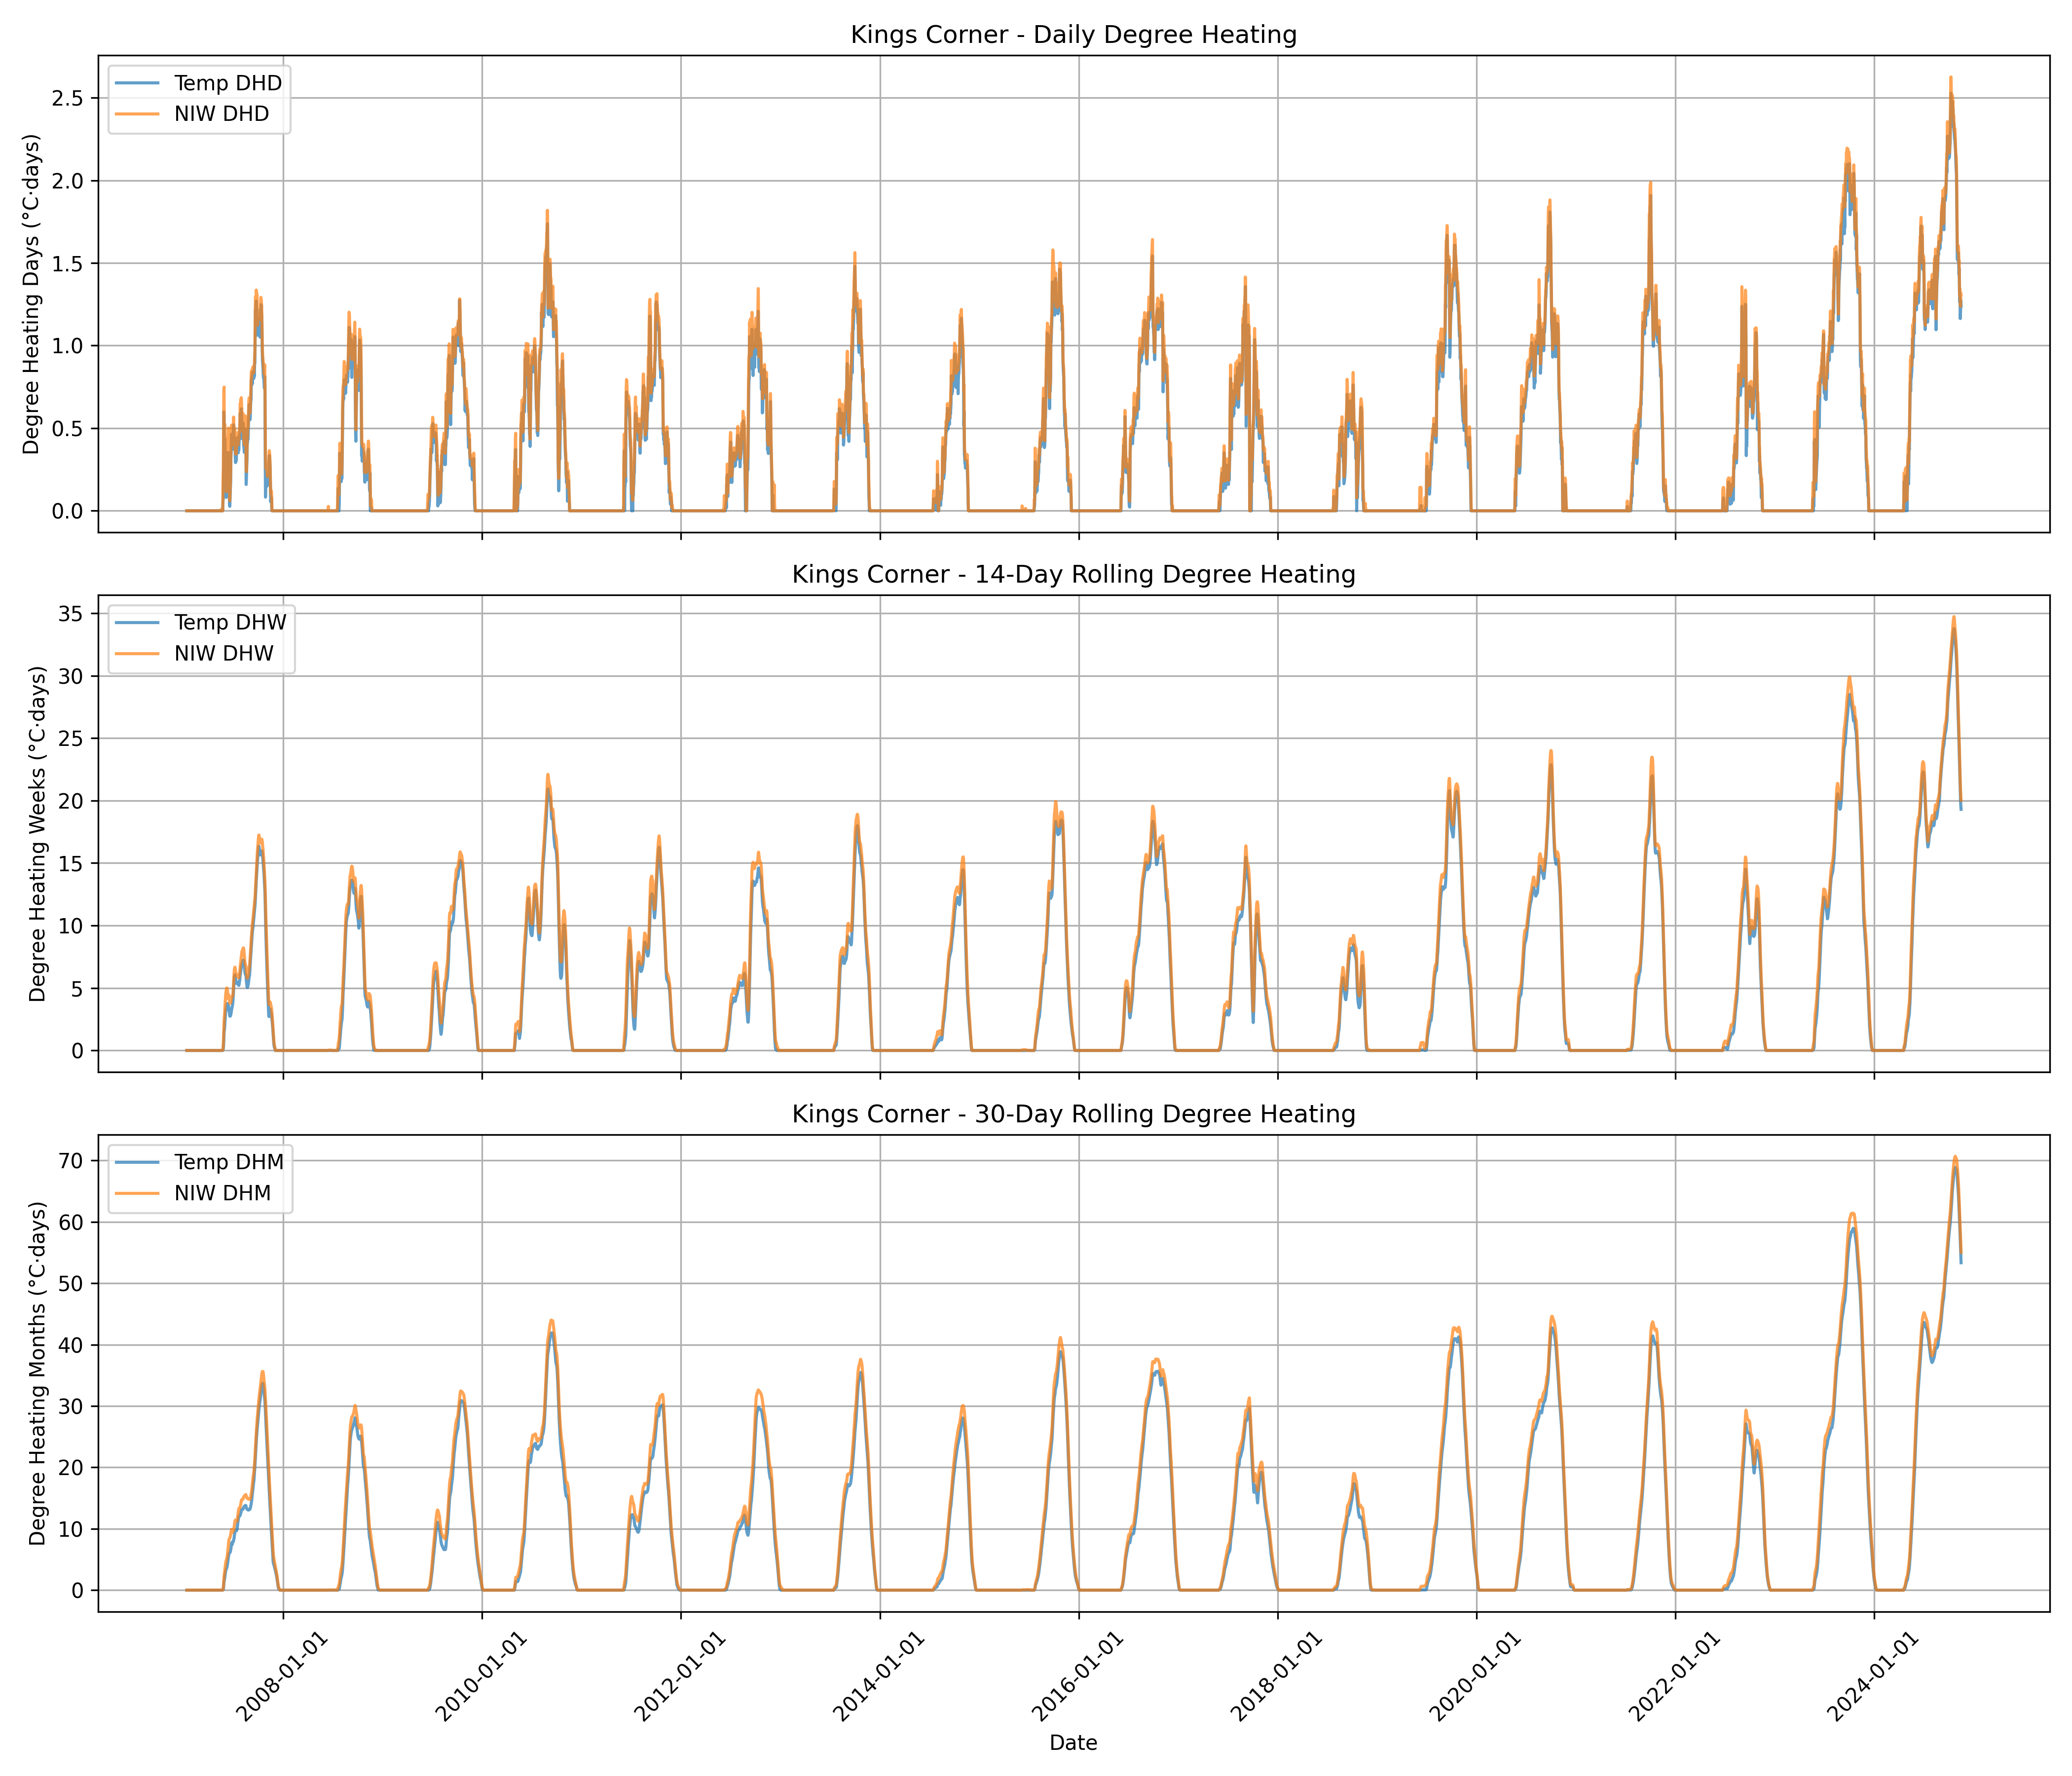 Kings Corner - Daily Degree Heating
Degree Heating Days (°C·days)
Temp DHD
NIW DHD
2.5
2.0
1.5
1.0
0.5
0.0
Kings Corner - 14-Day Rolling Degree Heating
Degree Heating Weeks (°C·days)
Temp DHW
NIW DHW
35
30
25
20
15
10
5
0
Kings Corner - 30-Day Rolling Degree Heating
Degree Heating Months (°C·days)
Temp DHM
NIW DHM
70
60
50
40
30
20
10
0
2008-01-01
2010-01-01
2012-01-01
2014-01-01
2016-01-01
2018-01-01
2020-01-01
2022-01-01
2024-01-01
Date